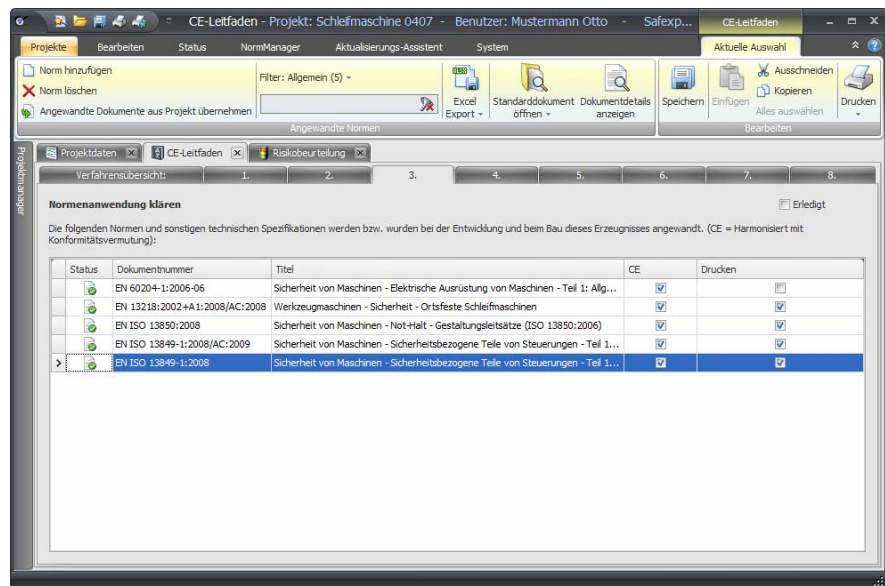 CE-Leitfaden - Projekt: Schleifmaschine 0407 - Benutzer: Mustermann Otto - Safexp... CE-Leitfaden
Projekte Bearbeiten Status NormManager Aktualisierungs-Assistent System Aktuelle Auswahl
Norm hinzufügen
Norm löschen
Angewandte Dokumente aus Projekt übernehmen
Filter: Allgemein (5)
Excel Export
Standarddokument öffnen
Dokumentdetails anzeigen
Angewandte Normen
Speichern
Einfügen
Ausschneiden
Kopieren
Alles auswählen
Drucken
Bearbeiten
Projektmanager
Projektdaten CE-Leitfaden Risikobeurteilung
Verfahrensübersicht: 1. 2. 3. 4. 5. 6. 7. 8.
Normenanwendung klären Erledigt
Die folgenden Normen und sonstigen technischen Spezifikationen werden bzw. wurden bei der Entwicklung und beim Bau dieses Erzeugnisses angewandt. (CE = Harmonisiert mit
Konformitätsvermutung):
Status Dokumentnummer Titel CE Drucken
EN 60204-1:2006-06 Sicherheit von Maschinen - Elektrische Ausrüstung von Maschinen - Teil 1: Allg...
EN 13218:2002+A1:2008/AC:2008 Werkzeugmaschinen - Sicherheit - Ortsfeste Schleifmaschinen
EN ISO 13850:2008 Sicherheit von Maschinen - Not-Halt - Gestaltungsleitsätze (ISO 13850:2006)
EN ISO 13849-1:2008/AC:2009 Sicherheit von Maschinen - Sicherheitsbezogene Teile von Steuerungen - Teil 1...
EN ISO 13849-1:2008 Sicherheit von Maschinen - Sicherheitsbezogene Teile von Steuerungen - Teil 1...